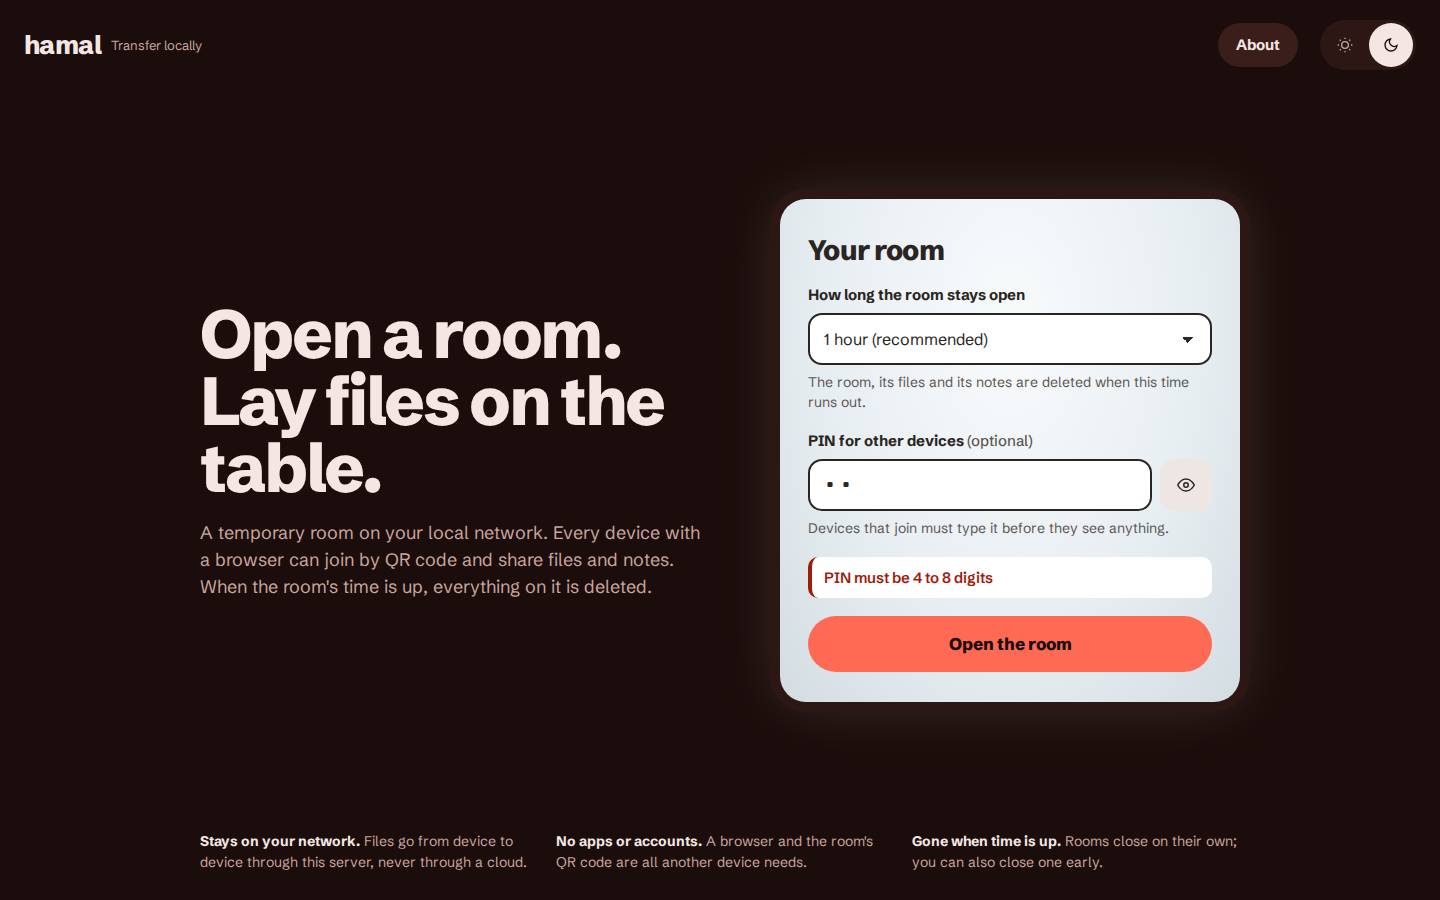 hamal Transfer locally
About
Open a room.
Lay files on the
table.
A temporary room on your local network. Every device with
a browser can join by QR code and share files and notes.
When the room's time is up, everything on it is deleted.
Your room
How long the room stays open
1 hour (recommended)
The room, its files and its notes are deleted when this time
runs out.
PIN for other devices (optional)
Devices that join must type it before they see anything.
PIN must be 4 to 8 digits
Open the room
Stays on your network. Files go from device to
device through this server, never through a cloud.
No apps or accounts. A browser and the room's
QR code are all another device needs.
Gone when time is up. Rooms close on their own;
you can also close one early.